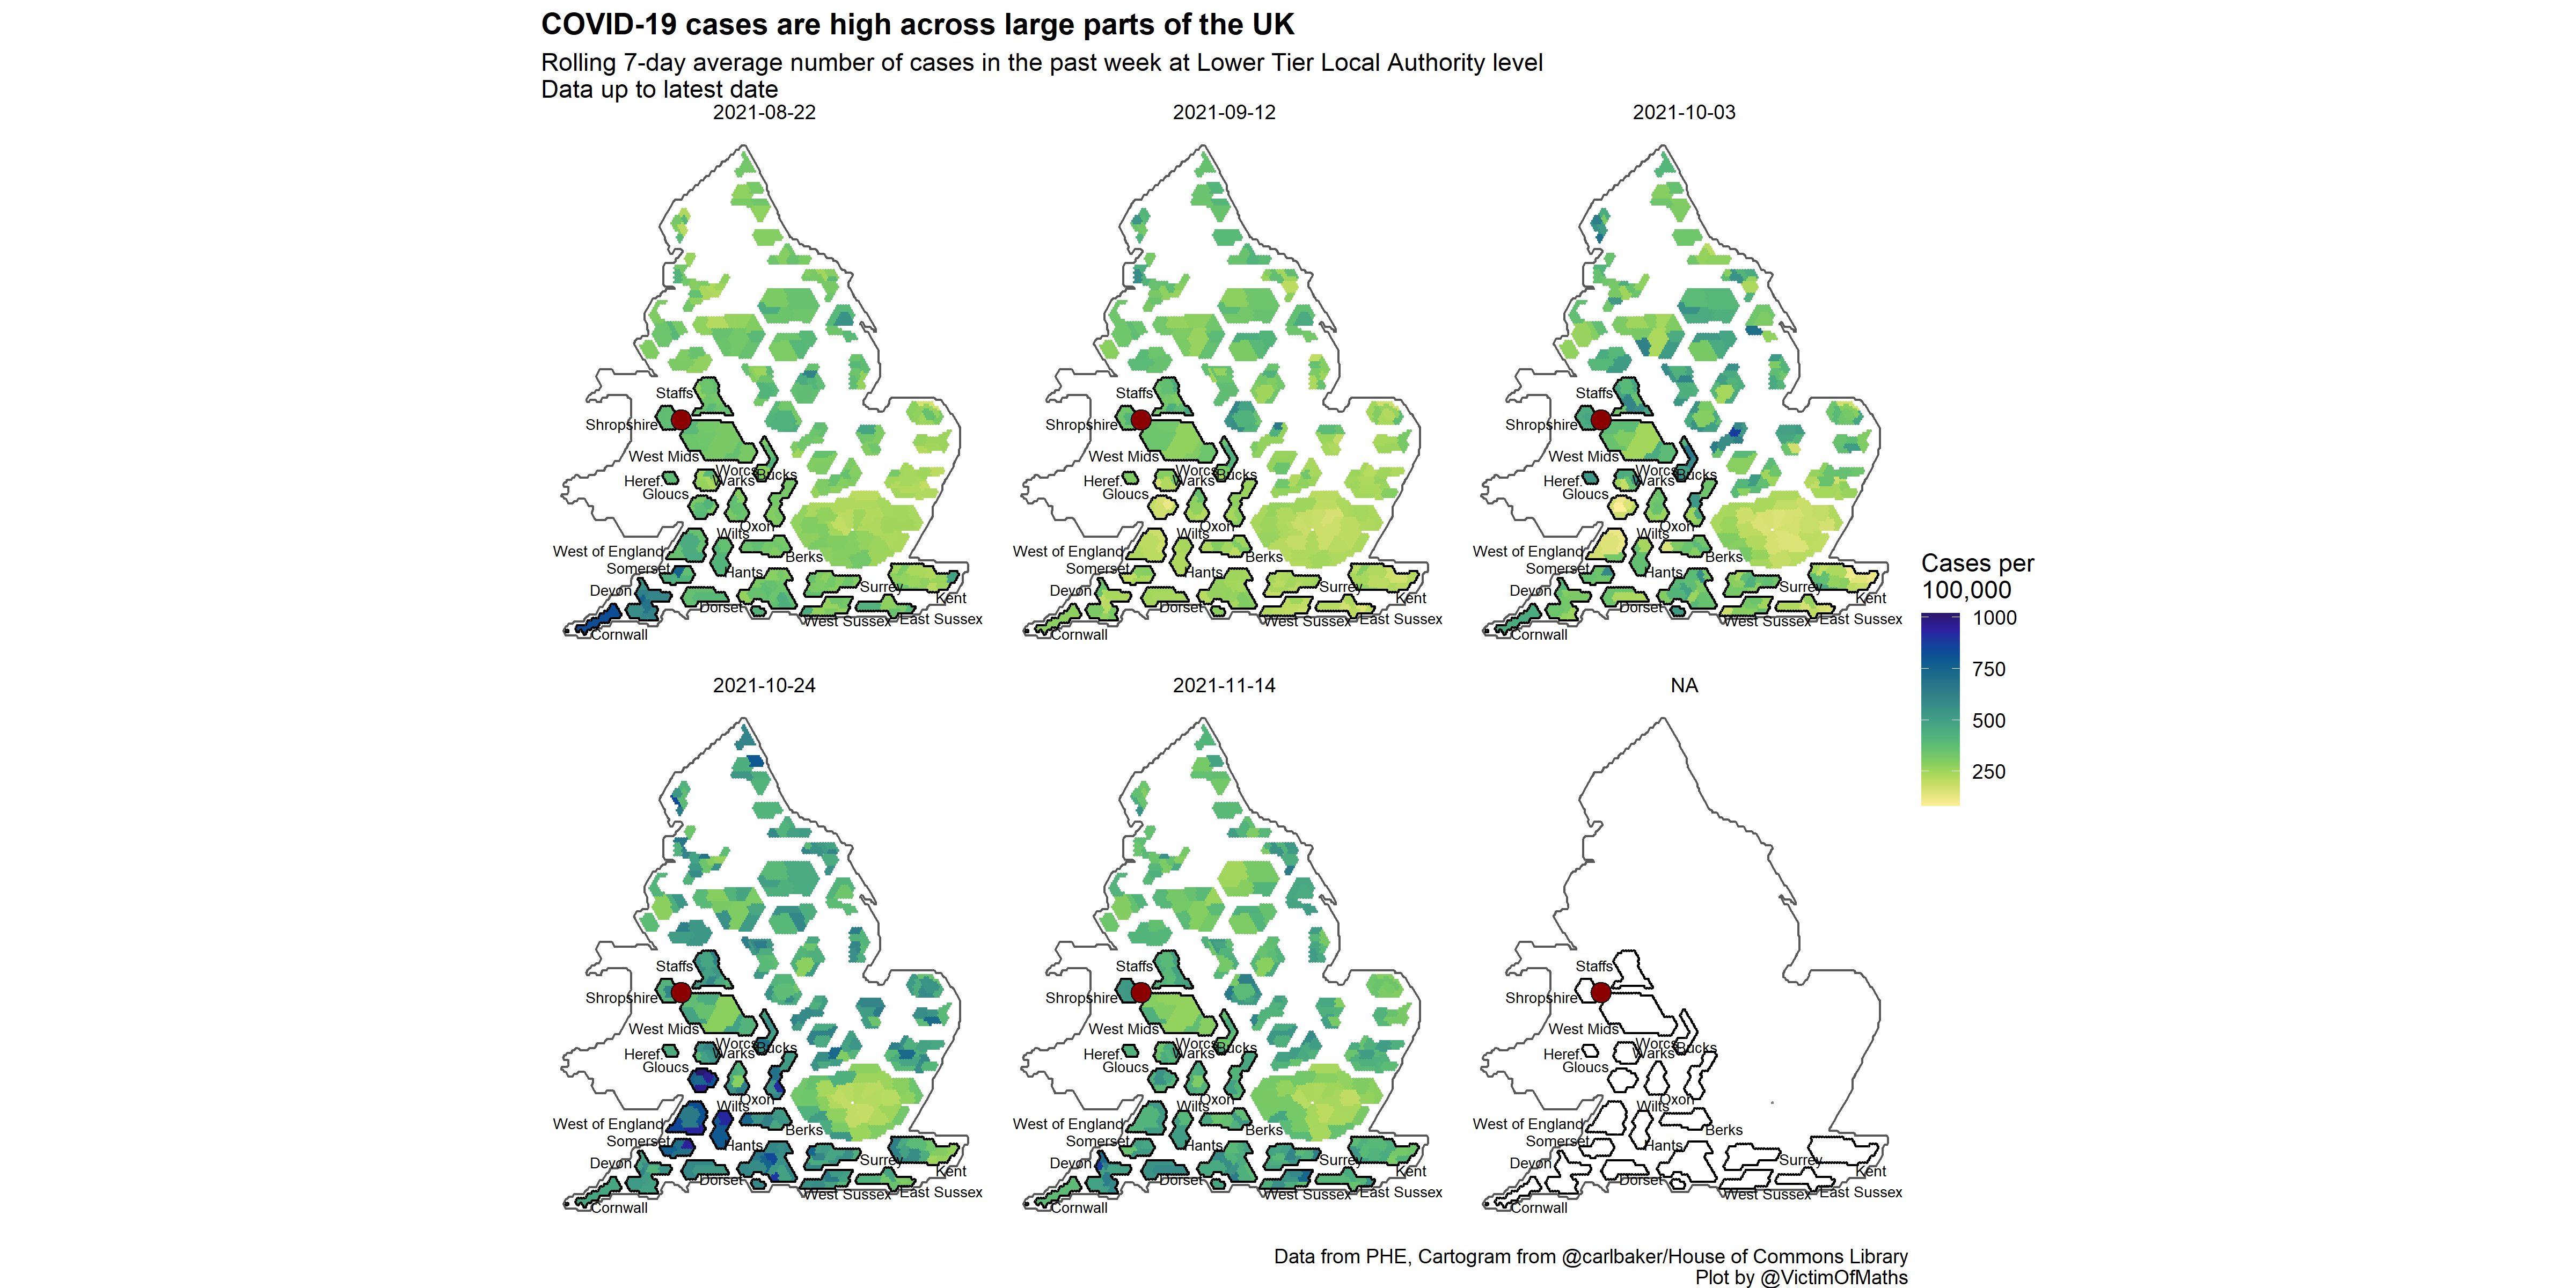 COVID-19 cases are high across large parts of the UK
Rolling 7-day average number of cases in the past week at Lower Tier Local Authority level
Data up to latest date
2021-08-22
Staffs
Shropshire
West Mids
Worcs
Bucks
Heref.
Warks
Gloucs
Oxon
Wilts
West of England
Berks
Somerset
Hants
Devon
Surrey
Kent
Dorset
West Sussex
East Sussex
Cornwall
2021-09-12
Staffs
Shropshire
West Mids
Worcs
Bucks
Heref.
Warks
Gloucs
Oxon
Wilts
West of England
Berks
Somerset
Hants
Devon
Surrey
Kent
Dorset
West Sussex
East Sussex
Cornwall
2021-10-03
Staffs
Shropshire
West Mids
Worcs
Bucks
Heref.
Warks
Gloucs
Oxon
Wilts
West of England
Berks
Somerset
Hants
Devon
Surrey
Kent
Dorset
West Sussex
East Sussex
Cornwall
Cases per
100,000
1000
750
500
250
2021-10-24
Staffs
Shropshire
West Mids
Worcs
Bucks
Heref.
Warks
Gloucs
Oxon
Wilts
West of England
Berks
Somerset
Hants
Devon
Surrey
Kent
Dorset
West Sussex
East Sussex
Cornwall
2021-11-14
Staffs
Shropshire
West Mids
Worcs
Bucks
Heref.
Warks
Gloucs
Oxon
Wilts
West of England
Berks
Somerset
Hants
Devon
Surrey
Kent
Dorset
West Sussex
East Sussex
Cornwall
NA
Staffs
Shropshire
West Mids
Worcs
Bucks
Heref.
Warks
Gloucs
Oxon
Wilts
West of England
Berks
Somerset
Hants
Devon
Surrey
Kent
Dorset
West Sussex
East Sussex
Cornwall
Data from PHE, Cartogram from @carlbaker/House of Commons Library
Plot by @VictimOfMaths